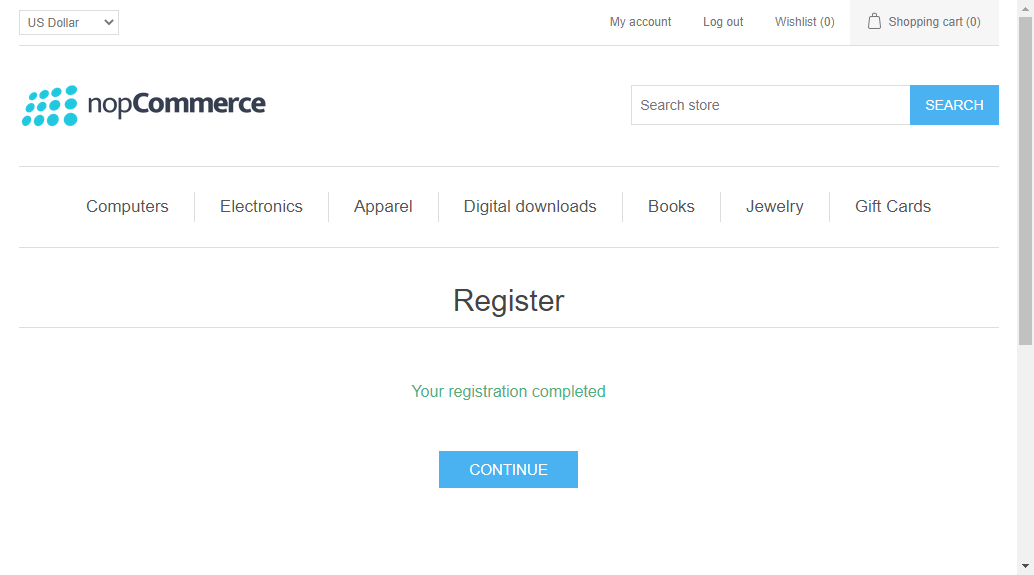 US Dollar
My account
Log out
Wishlist (0)
Shopping cart (0)
nopCommerce
Search store
SEARCH
Computers
Electronics
Apparel
Digital downloads
Books
Jewelry
Gift Cards
Register
Your registration completed
CONTINUE